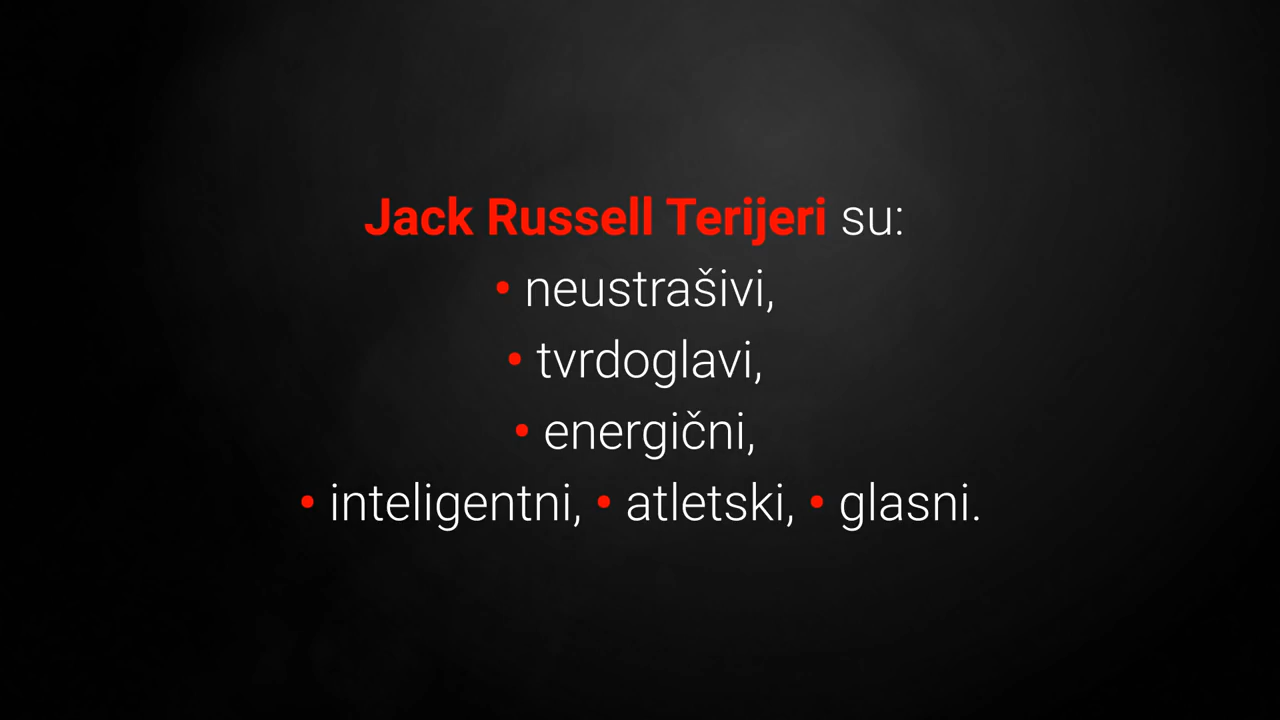 Jack Russell Terijeri su:
• neustrašivi,
• tvrdoglavi,
• energični,
• inteligentni, • atletski, • glasni.